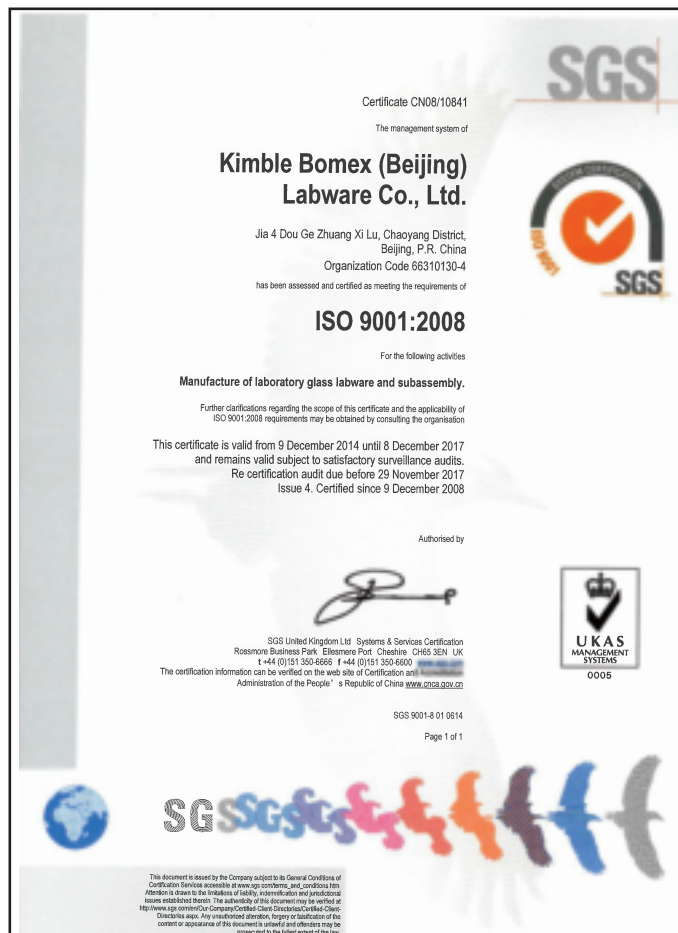 SGS
Certificate CN08/10841
The management system of
Kimble Bomex (Beijing)
Labware Co., Ltd.
Jia 4 Dou Ge Zhuang Xi Lu, Chaoyang District,
Beijing, P.R. China
Organization Code 66310130-4
has been assessed and certified as meeting the requirements of
ISO 9001:2008
For the following activities
Manufacture of laboratory glass labware and subassembly.
Further clarifications regarding the scope of this certificate and the applicability of
ISO 9001:2008 requirements may be obtained by consulting the organisation
This certificate is valid from 9 December 2014 until 8 December 2017
and remains valid subject to satisfactory surveillance audits.
Re certification audit due before 29 November 2017
Issue 4. Certified since 9 December 2008
Authorised by
SYSTEM CERTIFICATION
ISO 9001
SGS
SGS United Kingdom Ltd Systems & Services Certification
Rossmore Business Park Ellesmere Port Cheshire CH65 3EN UK
t +44 (0)151 350-6666 f +44 (0)151 350-6600
The certification information can be verified on the web site of Certification and
Administration of the People' s Republic of China www.cnca.gov.cn
UKAS
MANAGEMENT
SYSTEMS
0005
SGS 9001-8 01 0614
Page 1 of 1
SGSSGSSGS
This document is issued by the Company subject to its General Conditions of
Certification Services accessible at www.sgs.com/terms_and_conditions.htm.
Attention is drawn to the limitations of liability, indemnification and jurisdictional
issues established therein. The authenticity of this document may be verified at
http://www.sgs.com/en/Our-Company/Certified-Client-Directories/Certified-Client-
Directories.aspx. Any unauthorized alteration, forgery or falsification of the
content or appearance of this document is unlawful and offenders may be
prosecuted to the fullest extent of the law.